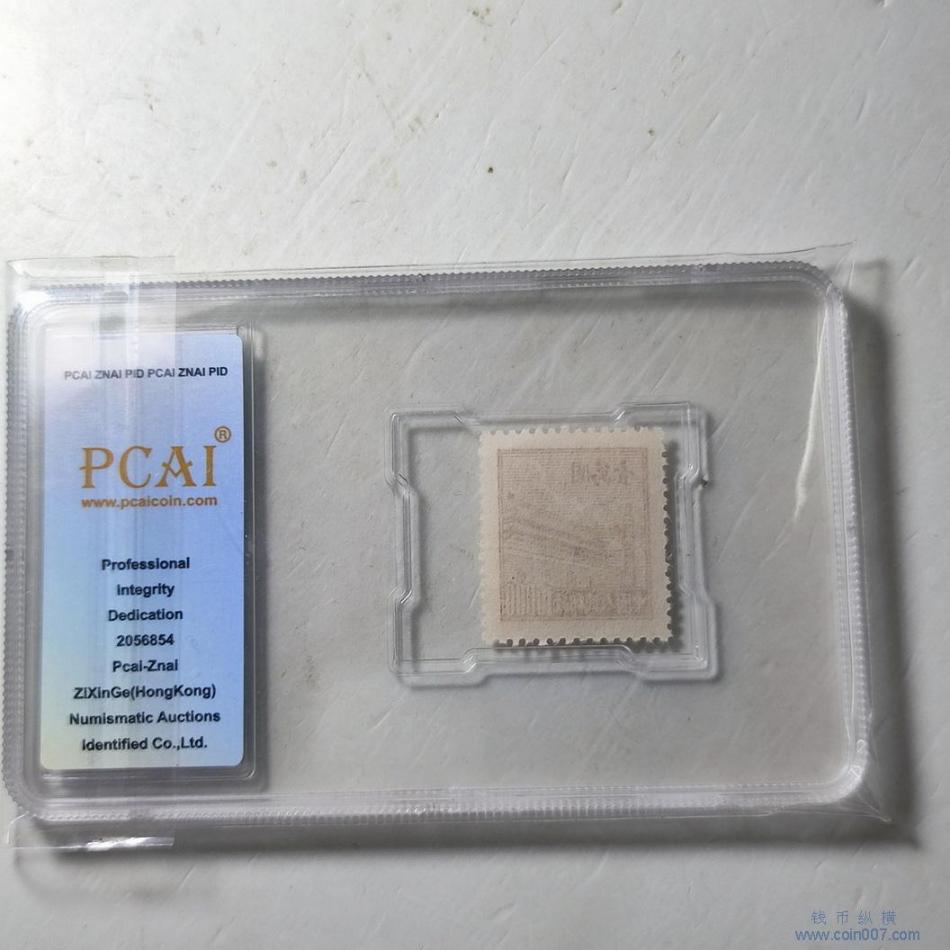 PCAI ZNAI PID PCAI ZNAI PID
PCAI®
www.pcaicoin.com
Professional
Integrity
Dedication
2056854
Pcai-Znai
ZiXinGe(HongKong)
Numismatic Auctions
Identified Co.,Ltd.
钱币纵横
www.coin007.com